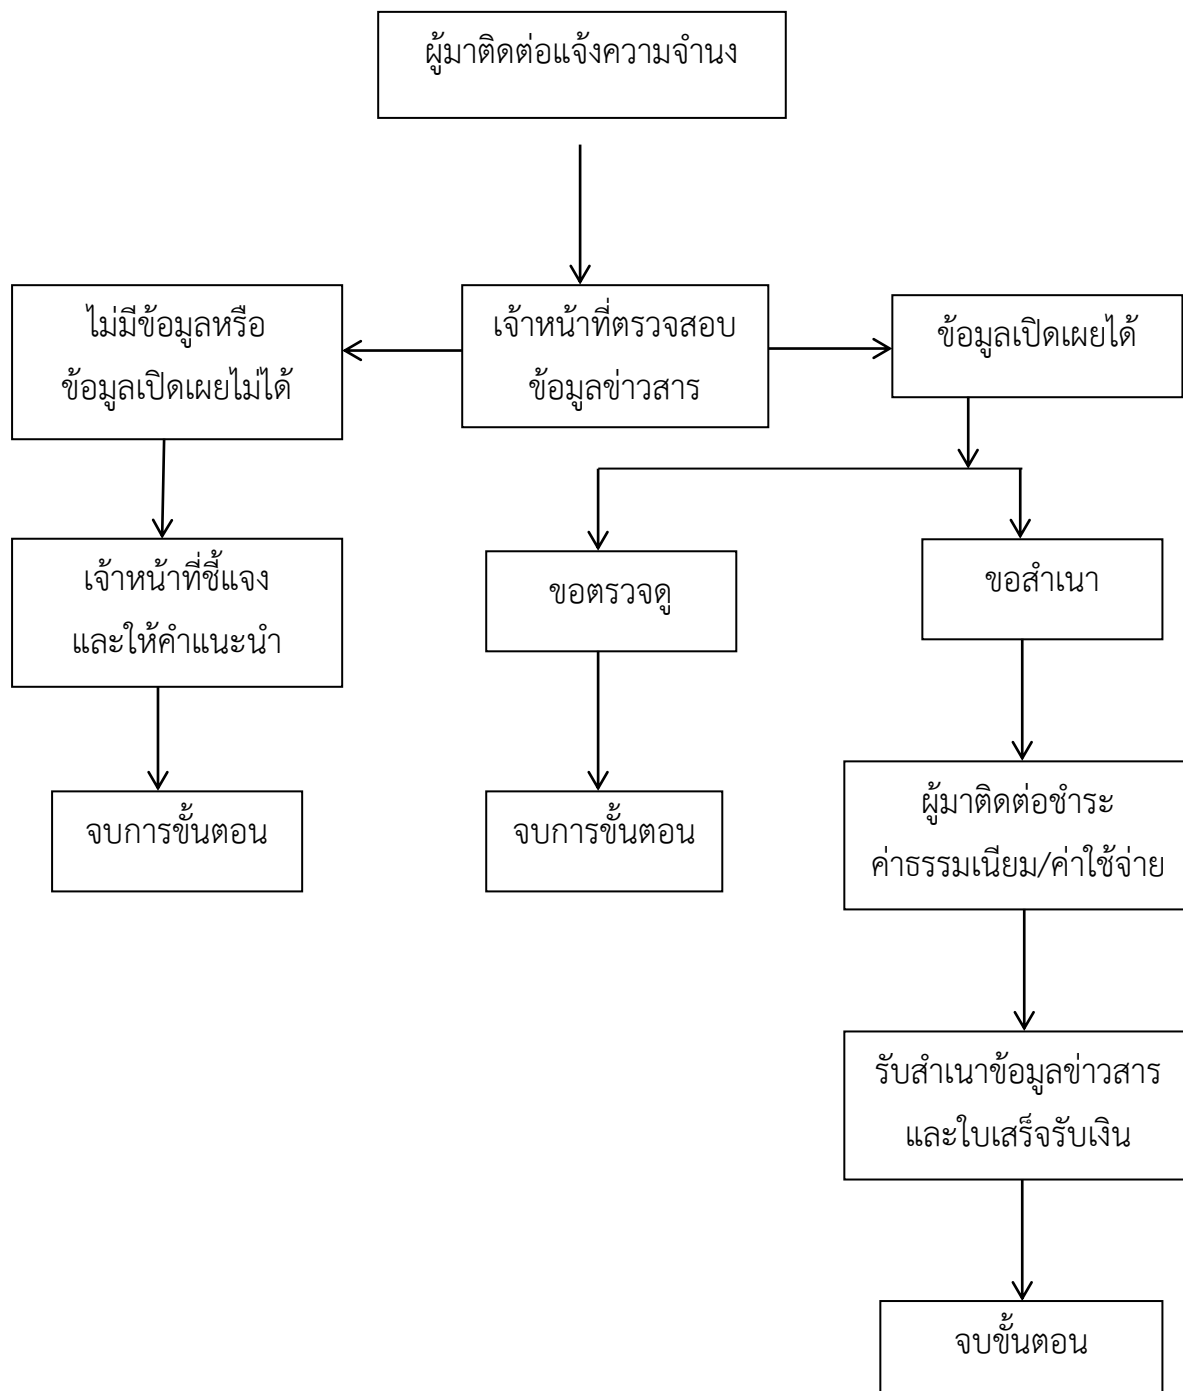 ผู้มาติดต่อแจ้งความจำนง
ไม่มีข้อมูลหรือ
ข้อมูลเปิดเผยไม่ได้
เจ้าหน้าที่ตรวจสอบ
ข้อมูลข่าวสาร
ข้อมูลเปิดเผยได้
เจ้าหน้าที่ชี้แจง
และให้คำแนะนำ
ขอตรวจดู
ขอสำเนา
จบการขั้นตอน
จบการขั้นตอน
ผู้มาติดต่อชำระ
ค่าธรรมเนียม/ค่าใช้จ่าย
รับสำเนาข้อมูลข่าวสาร
และใบเสร็จรับเงิน
จบขั้นตอน